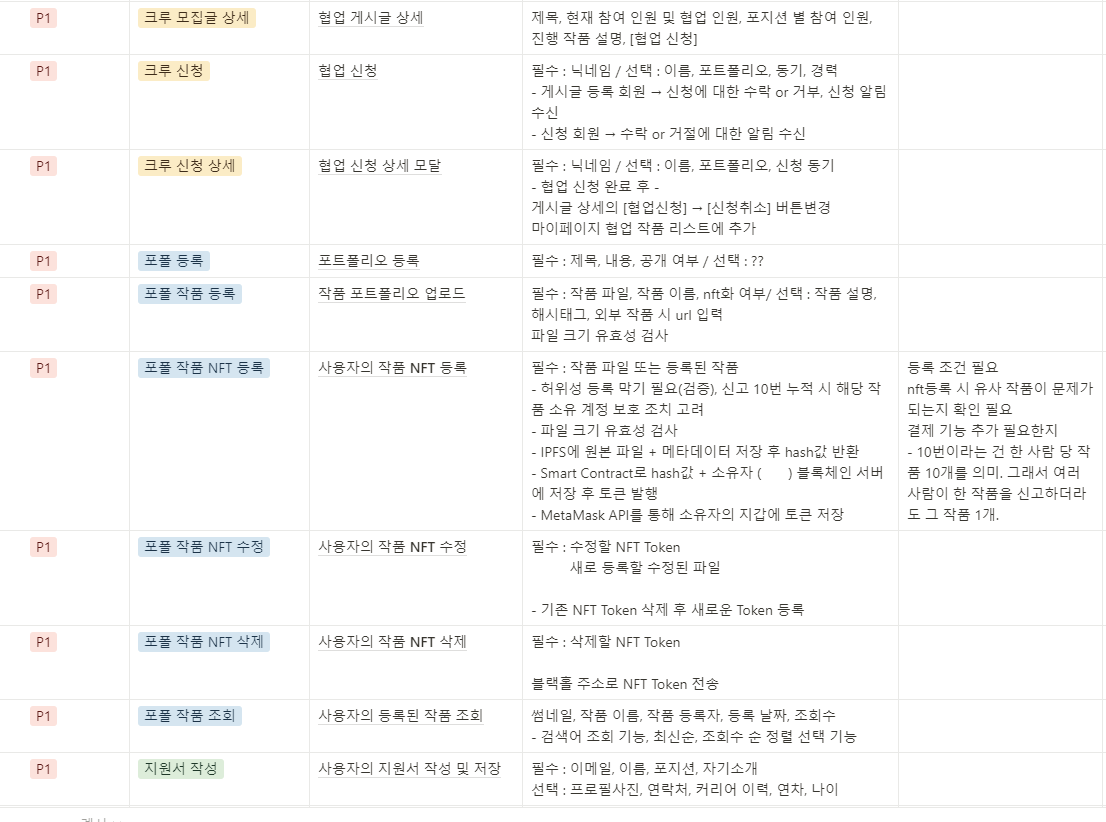 P1 크루 모집글 상세 협업 게시글 상세 제목, 현재 참여 인원 및 협업 인원, 포지션 별 참여 인원,
진행 작품 설명, [협업 신청]
P1 크루 신청 협업 신청 필수 : 닉네임 / 선택 : 이름, 포트폴리오, 동기, 경력
- 게시글 등록 회원 → 신청에 대한 수락 or 거부, 신청 알림
수신
- 신청 회원 → 수락 or 거절에 대한 알림 수신
P1 크루 신청 상세 협업 신청 상세 모달 필수 : 닉네임 / 선택 : 이름, 포트폴리오, 신청 동기
- 협업 신청 완료 후 -
게시글 상세의 [협업신청] → [신청취소] 버튼변경
마이페이지 협업 작품 리스트에 추가
P1 포폴 등록 포트폴리오 등록 필수 : 제목, 내용, 공개 여부 / 선택 : ??
P1 포폴 작품 등록 작품 포트폴리오 업로드 필수 : 작품 파일, 작품 이름, nft화 여부/ 선택 : 작품 설명,
해시태그, 외부 작품 시 url 입력
파일 크기 유효성 검사
P1 포폴 작품 NFT 등록 사용자의 작품 NFT 등록 필수 : 작품 파일 또는 등록된 작품
- 허위성 등록 막기 필요(검증), 신고 10번 누적 시 해당 작
품 소유 계정 보호 조치 고려
- 파일 크기 유효성 검사
- IPFS에 원본 파일 + 메타데이터 저장 후 hash값 반환
- Smart Contract로 hash값 + 소유자 ( ) 블록체인 서버
에 저장 후 토큰 발행
- MetaMask API를 통해 소유자의 지갑에 토큰 저장
등록 조건 필요
nft등록 시 유사 작품이 문제가
되는지 확인 필요
결제 기능 추가 필요한지
- 10번이라는 건 한 사람 당 작
품 10개를 의미. 그래서 여러
사람이 한 작품을 신고하더라
도 그 작품 1개.
P1 포폴 작품 NFT 수정 사용자의 작품 NFT 수정 필수 : 수정할 NFT Token
새로 등록할 수정된 파일
- 기존 NFT Token 삭제 후 새로운 Token 등록
P1 포폴 작품 NFT 삭제 사용자의 작품 NFT 삭제 필수 : 삭제할 NFT Token
블랙홀 주소로 NFT Token 전송
P1 포폴 작품 조회 사용자의 등록된 작품 조회 썸네일, 작품 이름, 작품 등록자, 등록 날짜, 조회수
- 검색어 조회 기능, 최신순, 조회수 순 정렬 선택 기능
P1 지원서 작성 사용자의 지원서 작성 및 저장 필수 : 이메일, 이름, 포지션, 자기소개
선택 : 프로필사진, 연락처, 커리어 이력, 연차, 나이